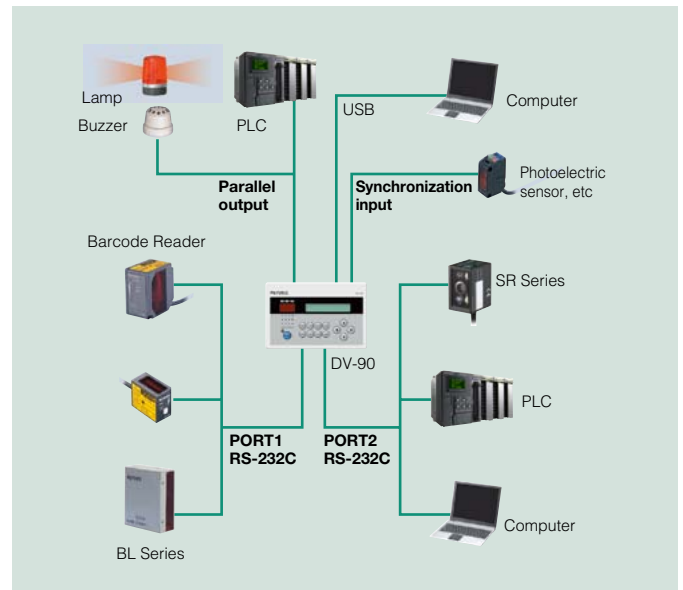 Lamp
Buzzer
PLC
USB
Computer
Parallel
output
Synchronization
input
Photoelectric
sensor, etc
Barcode Reader
SR Series
DV-90
PLC
PORT1
RS-232C
PORT2
RS-232C
BL Series
Computer